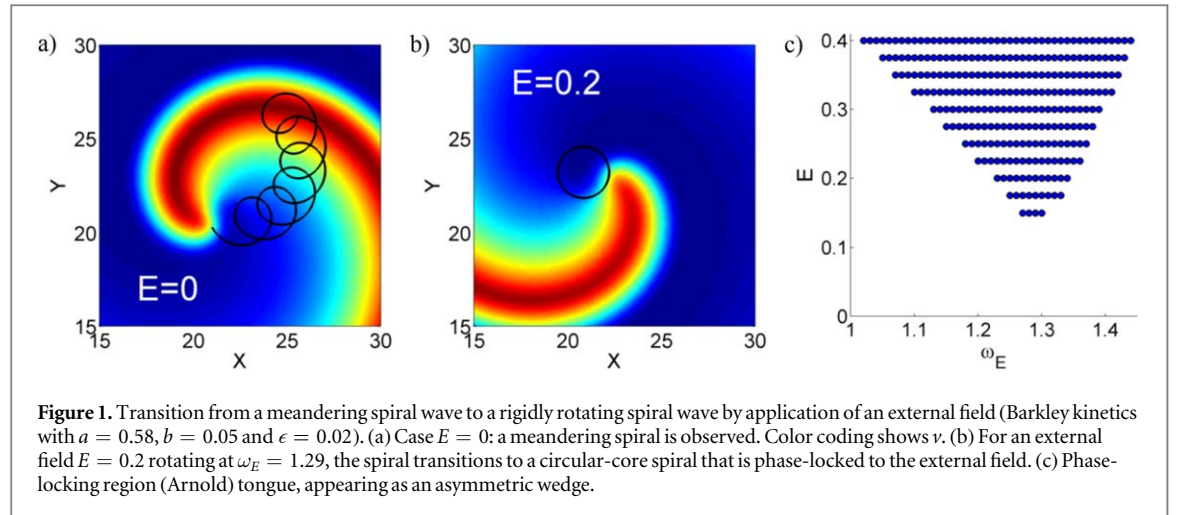 a)
30
25
20
15
Y
E=0
15
20
25
30
X
b)
30
25
20
15
Y
E=0.2
15
20
25
30
X
c)
0.4
0.3
0.2
0.1
0
E
1
1.1
1.2
1.3
1.4
ω_E
Figure 1. Transition from a meandering spiral wave to a rigidly rotating spiral wave by application of an external field (Barkley kinetics
with a = 0.58, b = 0.05 and ϵ = 0.02). (a) Case E = 0: a meandering spiral is observed. Color coding shows v. (b) For an external
field E = 0.2 rotating at ω_E = 1.29, the spiral transitions to a circular-core spiral that is phase-locked to the external field. (c) Phase-
locking region (Arnold) tongue, appearing as an asymmetric wedge.